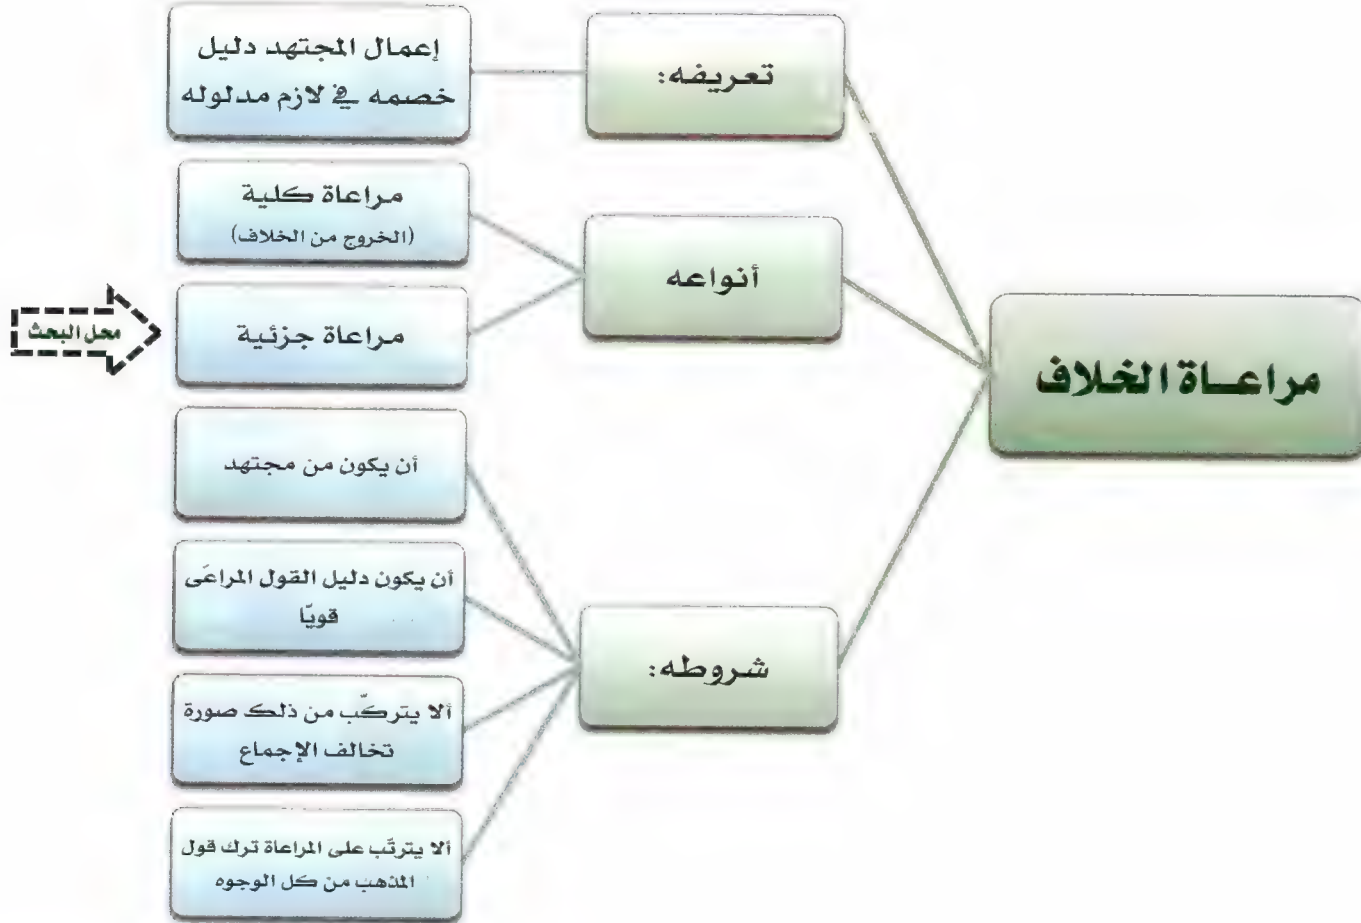 مراعاة الخلاف
تعريفه:
إعمال المجتهد دليل
خصمه في لازم مدلوله
أنواعه
مراعاة كلية
(الخروج من الخلاف)
مراعاة جزئية
محل البحث
شروطه:
أن يكون من مجتهد
أن يكون دليل القول المراعَى
قويًا
ألا يتركّب من ذلك صورة
تخالف الإجماع
ألا يترتّب على المراعاة ترك قول
المذهب من كل الوجوه